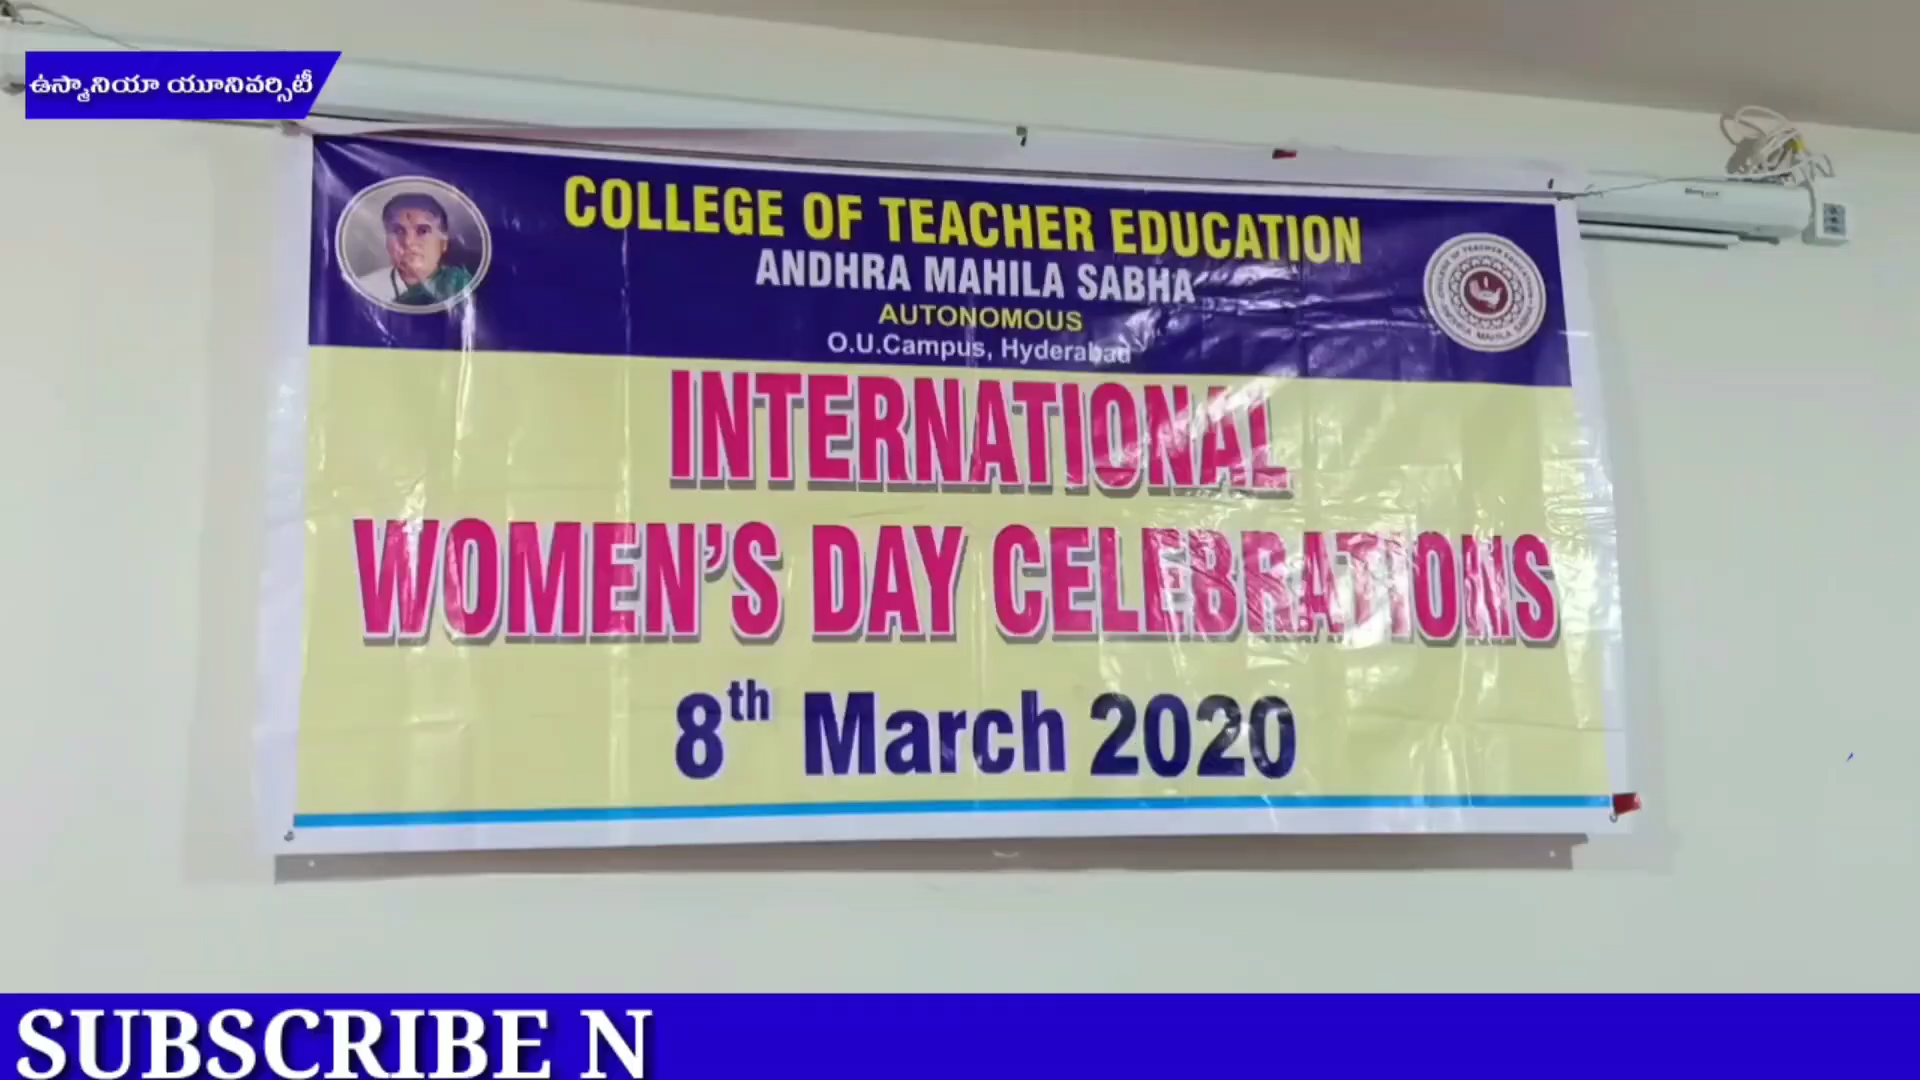 ఉస్మానియా యూనివర్సిటీ
COLLEGE OF TEACHER EDUCATION
ANDHRA MAHILA SABHA
AUTONOMOUS
O.U.Campus, Hyderabad
INTERNATIONAL
WOMEN'S DAY CELEBRATIONS
8th March 2020
SUBSCRIBE N